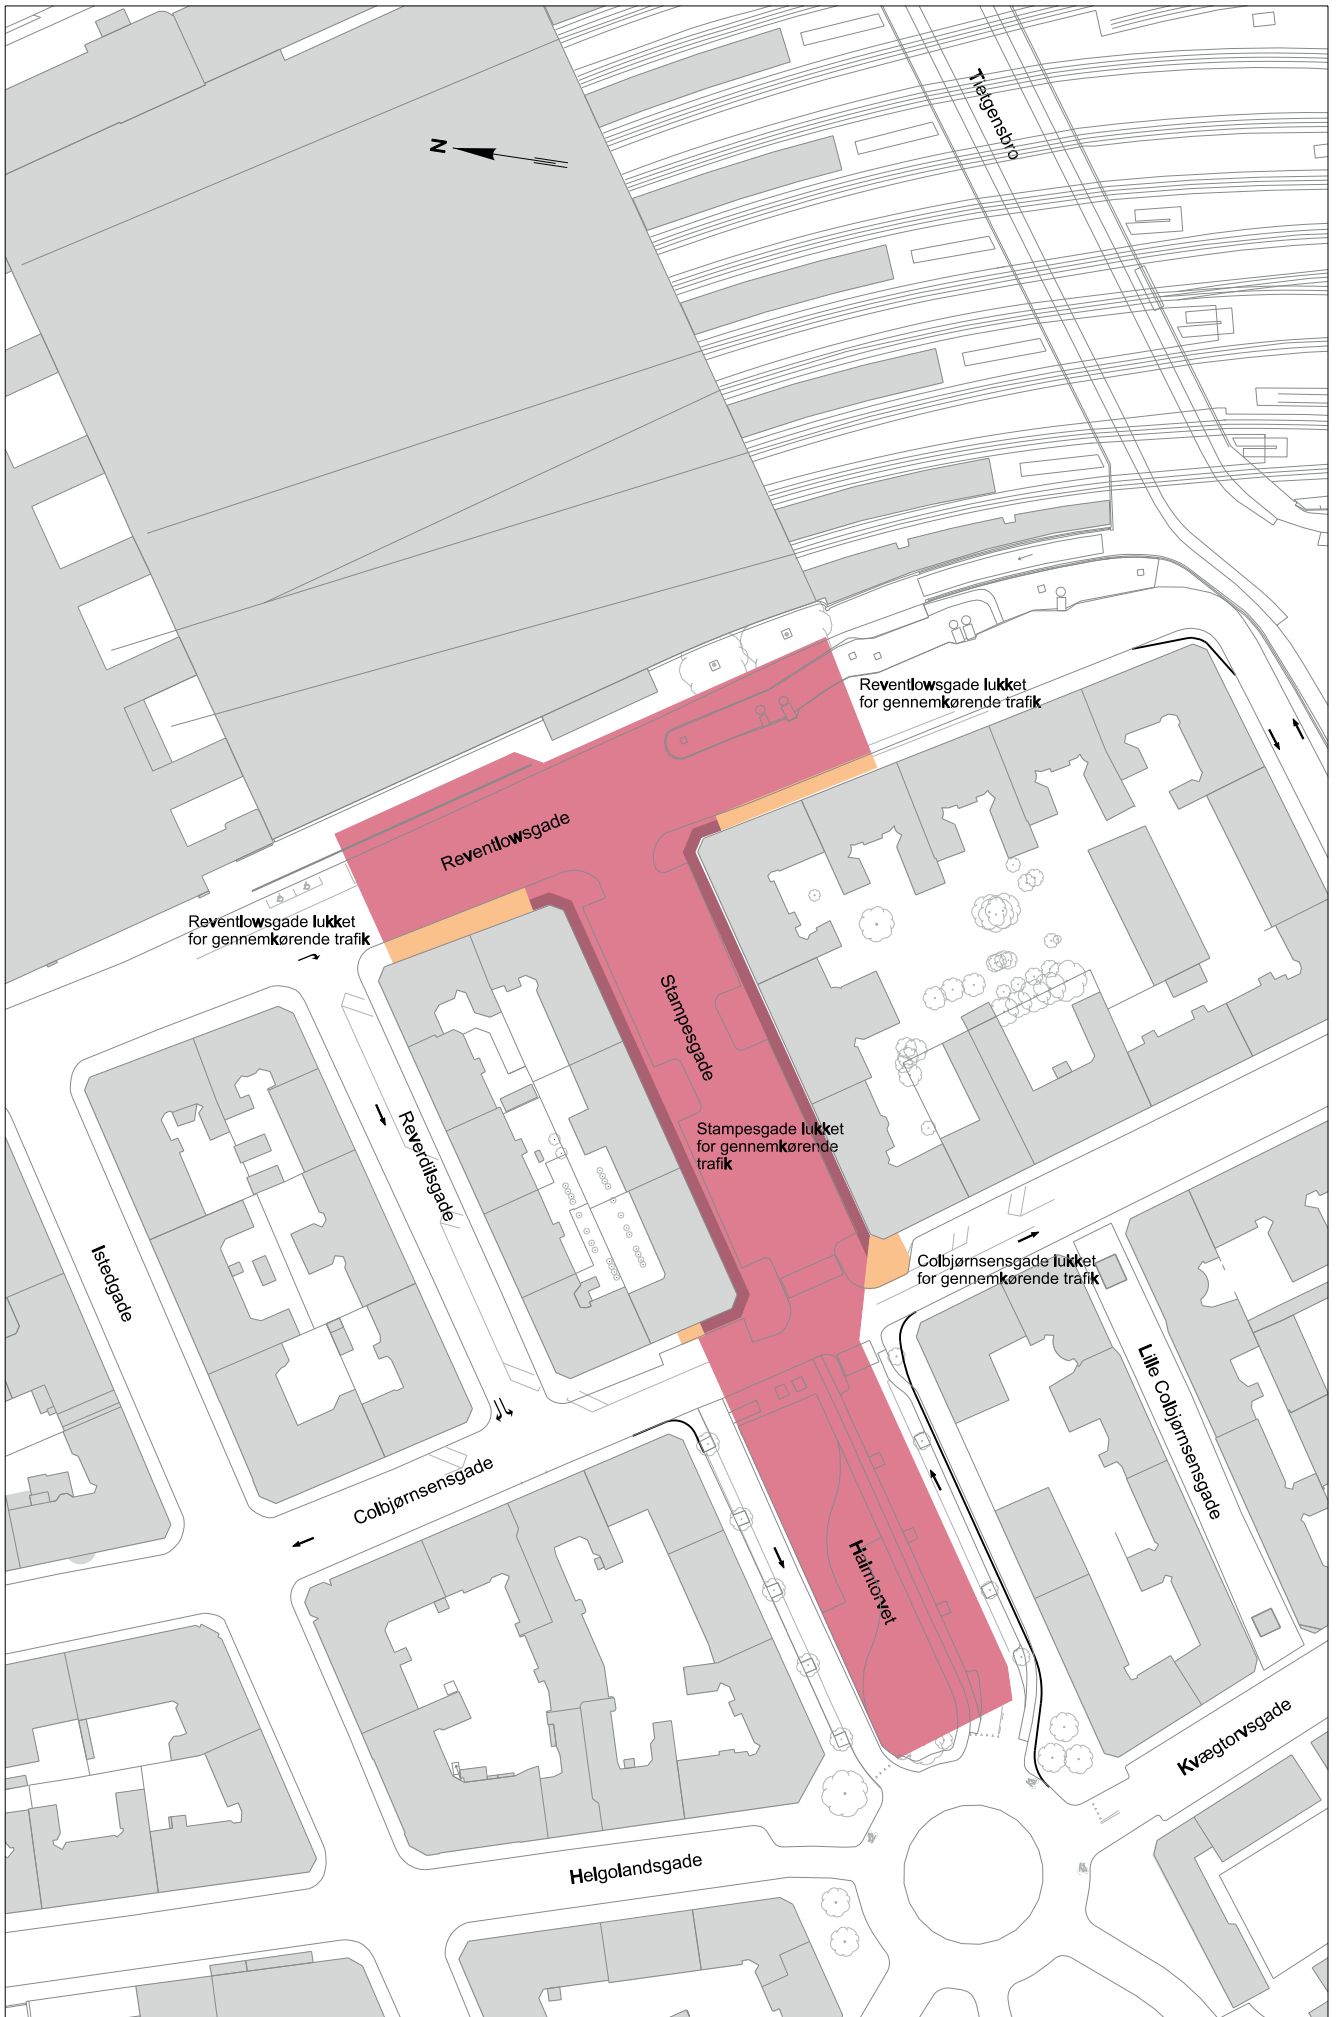 Tietgensbro
N
Reventlowsgade lukket
for gennemkørende trafik
Reventlowsgade
Reventlowsgade lukket
for gennemkørende trafik
Stampesgade
Stampesgade lukket
for gennemkørende
trafik
Reverdilsgade
Istedgade
Colbjørnsensgade lukket
for gennemkørende trafik
Lille Colbjørnsensgade
Colbjørnsensgade
Halmtorvet
Kvægtorvsgade
Helgolandsgade